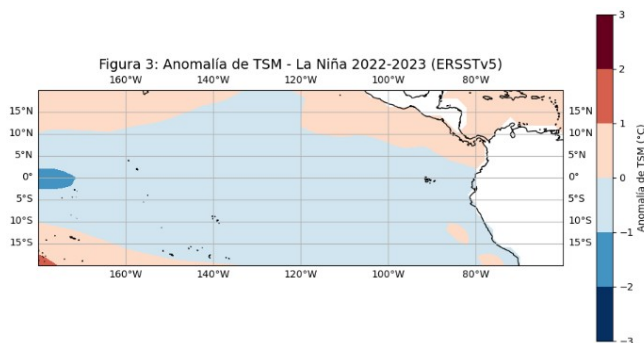 Figura 3: Anomalía de TSM - La Niña 2022-2023 (ERSSTv5)
160°W 140°W 120°W 100°W 80°W
15°N
10°N
5°N
0°
5°S
10°S
15°S
15°N
10°N
5°N
0°
5°S
10°S
15°S
160°W 140°W 120°W 100°W 80°W
3
2
1
0
−1
−2
−3
Anomalía de TSM (°C)